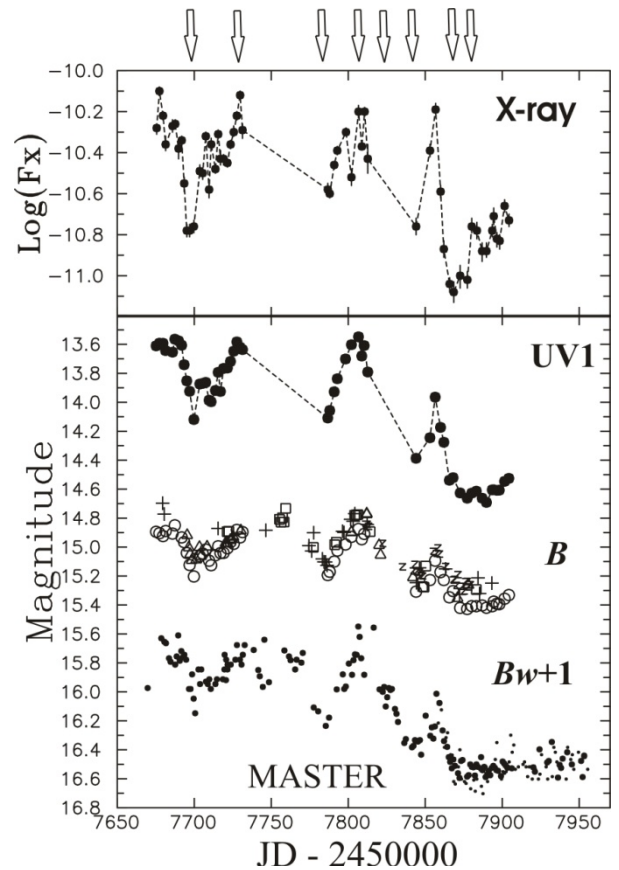 −10.0
−10.2
−10.4
−10.6
−10.8
−11.0
Log(Fx)
X-ray
13.6
13.8
14.0
14.2
14.4
14.6
14.8
15.0
15.2
15.4
15.6
15.8
16.0
16.2
16.4
16.6
16.8
Magnitude
UV1
B
Bw+1
MASTER
7650 7700 7750 7800 7850 7900 7950
JD - 2450000